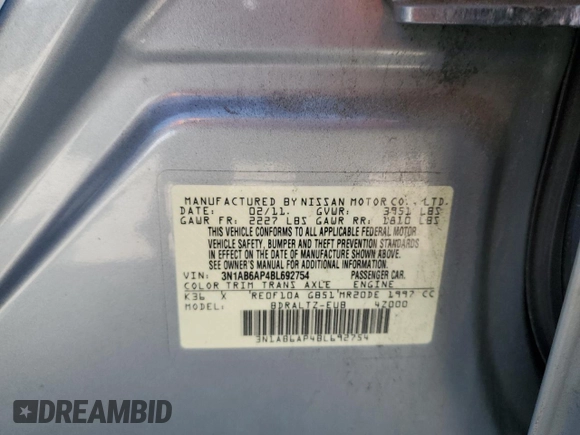 MANUFACTURED BY NISSAN MOTOR CO., LTD.
DATE: 02/11. GVWR: 3951 LBS
GAWR FR: 2227 LBS GAWR RR: 1810 LBS
THIS VEHICLE CONFORMS TO ALL APPLICABLE FEDERAL MOTOR
VEHICLE SAFETY, BUMPER AND THEFT PREVENTION STANDARDS
IN EFFECT ON THE DATE OF MANUFACTURE SHOWN ABOVE.
SEE OWNER'S MANUAL FOR ADDITIONAL INFORMATION.
VIN: 3N1AB6AP4BL692754 PASSENGER CAR.
COLOR TRIM TRANS AXLE ENGINE
K36 X RE0F10A GB51 MR20DE 1997 CC
MODEL: BDRALTZ-EUB 4Z000
3N1AB6AP4BL692754
DREAMBID
.com